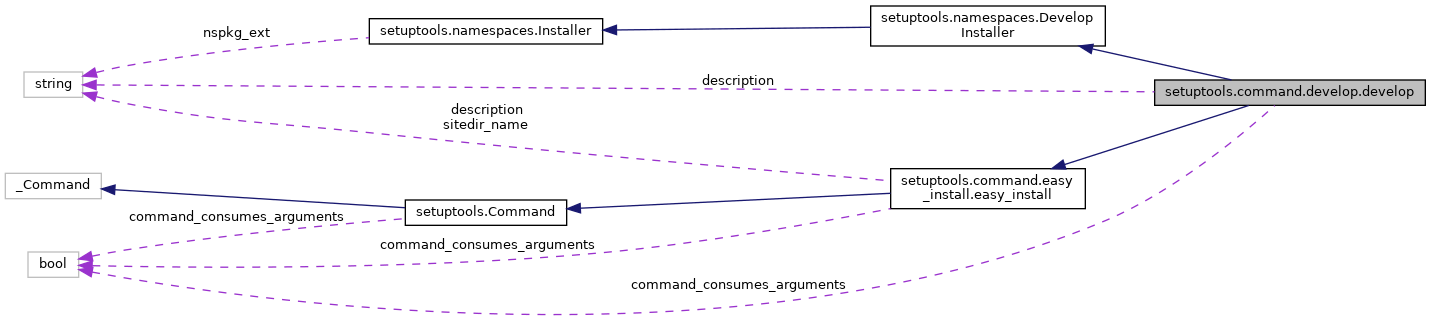 setuptools.namespaces.Develop
Installer
setuptools.namespaces.Installer
nspkg_ext
string
description
setuptools.command.develop.develop
description
sitedir_name
setuptools.command.easy
_install.easy_install
_Command
setuptools.Command
command_consumes_arguments
command_consumes_arguments
bool
command_consumes_arguments